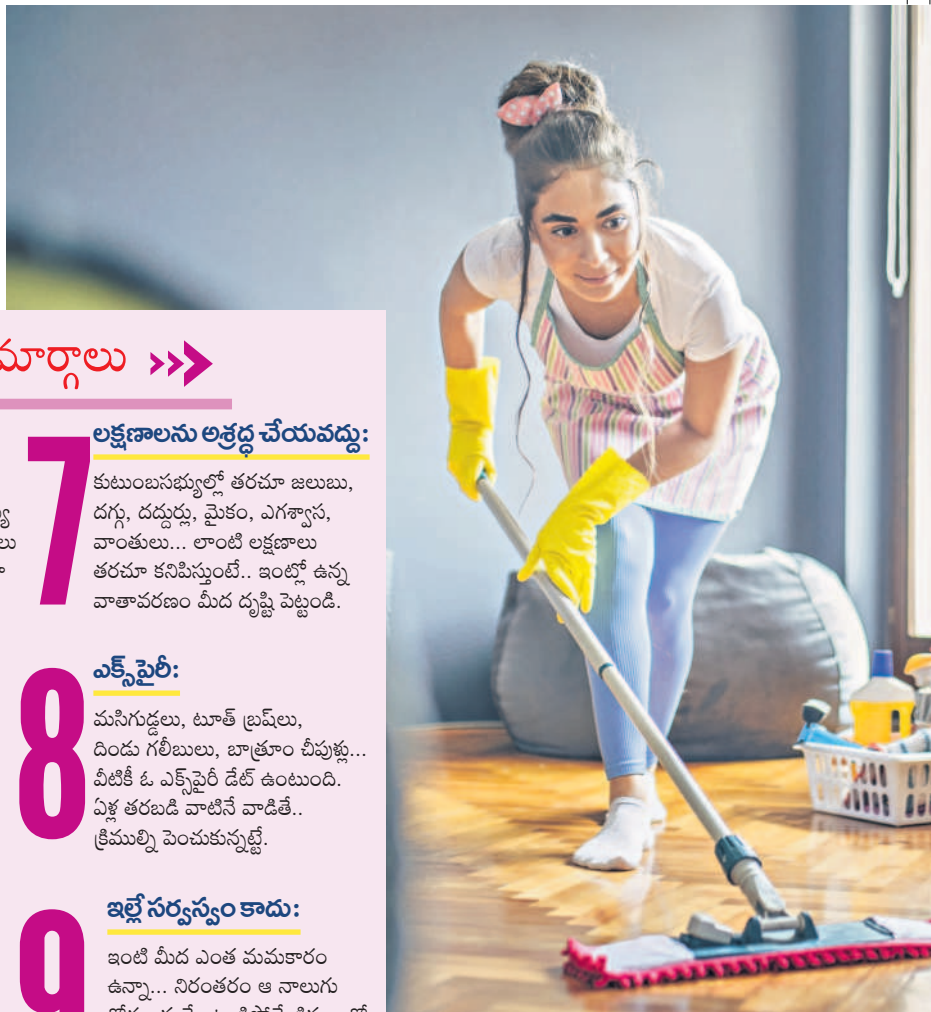 మార్గాలు
7
లక్షణాలను అశ్రద్ధ చేయవద్దు:
కుటుంబసభ్యుల్లో తరచూ జలుబు,
దగ్గు, దద్దుర్లు, మైకం, ఎగశ్వాస,
వాంతులు... లాంటి లక్షణాలు
తరచూ కనిపిస్తుంటే.. ఇంట్లో ఉన్న
వాతావరణం మీద దృష్టి పెట్టండి.
8
ఎక్స్‌పైరీ:
మసిగుడ్డలు, టూత్ బ్రష్‌లు,
దిండు గలీబులు, బాత్రూం చీపుళ్లు...
వీటికీ ఓ ఎక్స్‌పైరీ డేట్ ఉంటుంది.
ఏళ్ల తరబడి వాటినే వాడితే..
క్రిముల్ని పెంచుకున్నట్టే.
9
ఇల్లే సర్వస్వం కాదు:
ఇంటి మీద ఎంత మమకారం
ఉన్నా... నిరంతరం ఆ నాలుగు